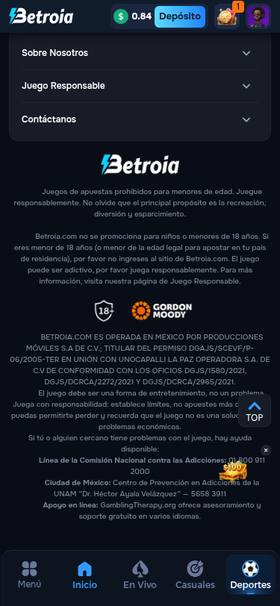 Betroia
$ 0.84 Depósito
1
Sobre Nosotros
Juego Responsable
Contáctanos
Betroia
Juegos de apuestas prohibidos para menores de edad. Juegue
responsablemente. No olvide que el principal propósito es la recreación,
diversión y esparcimiento.
Betroia.com no se promociona para niños o menores de 18 años. Si
eres menor de 18 años (o menor de la edad legal para apostar en tu país
de residencia), por favor no ingreses al sitio de Betroia.com. El juego
puede ser adictivo, por favor juega responsablemente. Para más
información, visita nuestra página de Juego Responsable.
18+ GORDON
MOODY
BETROIA.COM ES OPERADA EN MÉXICO POR PRODUCCIONES
MÓVILES S.A DE C.V.; TITULAR DEL PERMISO DGAJS/SCEVF/P-
06/2005-TER EN UNIÓN CON UNOCAPALI LA PAZ OPERADORA S.A. DE
C.V DE CONFORMIDAD CON LOS OFICIOS DGJS/1580/2021,
DGJS/DCRCA/2272/2021 Y DGJS/DCRCA/2965/2021.
El juego debe ser una forma de entretenimiento, no un problema.
Juega con responsabilidad: establece límites, no apuestes más d
puedas permitirte perder y recuerda que el juego no es una soluc
problemas económicos.
TOP
Si tú o alguien cercano tiene problemas con el juego, hay ayuda
disponible:
Línea de la Comisión Nacional contra las Adicciones: 01 800 911
2000
Ciudad de México: Centro de Prevención en Adicciones de la
UNAM "Dr. Héctor Ayala Velázquez" — 5658 3911
Apoyo en línea: GamblingTherapy.org ofrece asesoramiento y
soporte gratuito en varios idiomas.
Menú
Inicio
En Vivo
Casuales
Deportes